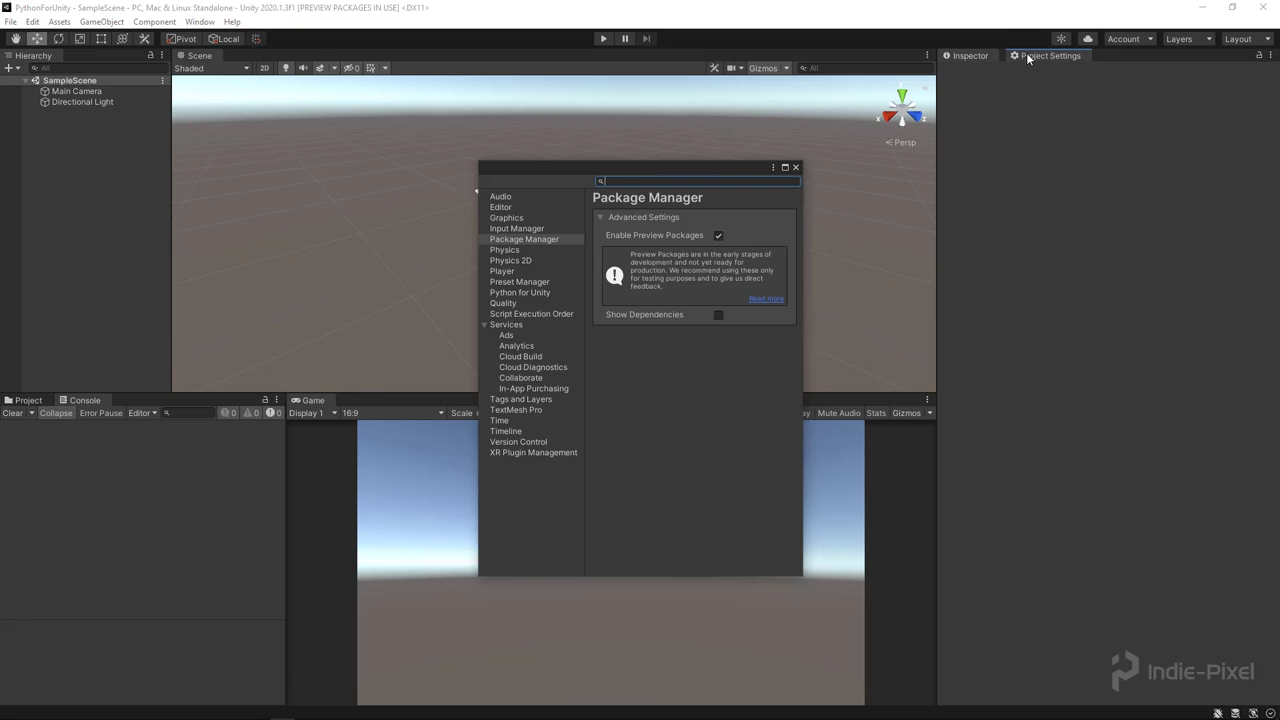 PythonForUnity - SampleScene - PC, Mac & Linux Standalone - Unity 2020.1.3f1 [PREVIEW PACKAGES IN USE] <DX11>
File Edit Assets GameObject Component Window Help
Pivot Local Account Layers Layout
Hierarchy Scene Inspector Project Settings
All Shaded 2D 0 Gizmos All
SampleScene
Main Camera
Directional Light
Persp
Package Manager
Advanced Settings
Enable Preview Packages
Preview Packages are in the early stages of
development and not yet ready for
production. We recommend using these only
for testing purposes and to give us direct
feedback.
Read more
Show Dependencies
Audio
Editor
Graphics
Input Manager
Package Manager
Physics
Physics 2D
Player
Preset Manager
Python for Unity
Quality
Script Execution Order
Services
Ads
Analytics
Cloud Build
Cloud Diagnostics
Collaborate
In-App Purchasing
Tags and Layers
TextMesh Pro
Time
Timeline
Version Control
XR Plugin Management
Project Console Game
Clear Collapse Error Pause Editor 0 0 0 Display 1 16:9 Scale Mute Audio Stats Gizmos
Indie-Pixel